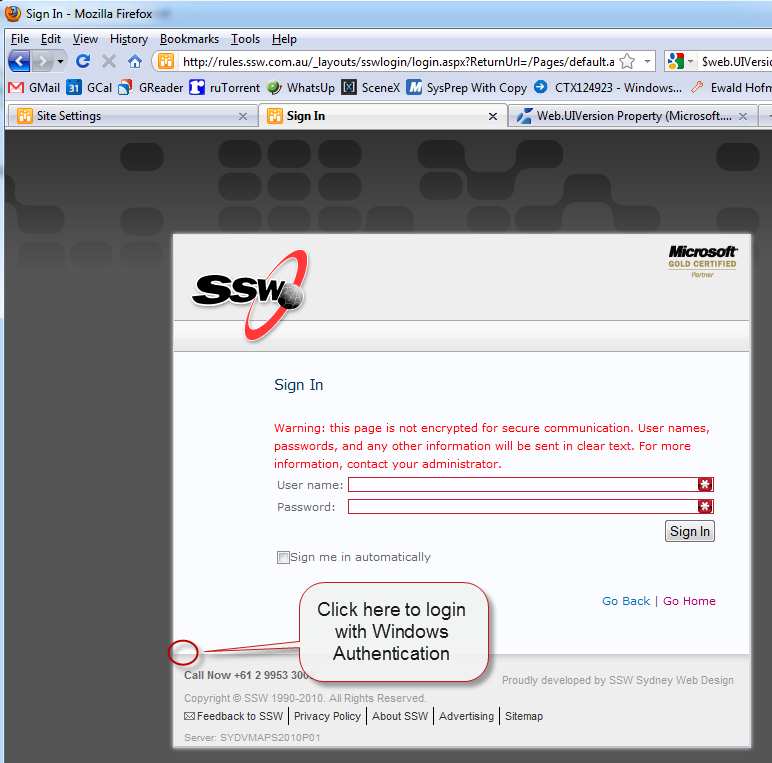 Sign In - Mozilla Firefox
File Edit View History Bookmarks Tools Help
http://rules.ssw.com.au/_layouts/sswlogin/login.aspx?ReturnUrl=/Pages/default.a $web.UIVersio
GMail 31 GCal GReader ruTorrent WhatsUp SceneX SysPrep With Copy CTX124923 - Windows... Ewald Hofm
Site Settings Sign In Web.UIVersion Property (Microsoft....
Microsoft
GOLD CERTIFIED
Partner
SSW
Sign In
Warning: this page is not encrypted for secure communication. User names,
passwords, and any other information will be sent in clear text. For more
information, contact your administrator.
User name:
Password:
Sign In
Sign me in automatically
Go Back | Go Home
Click here to login
with Windows
Authentication
Call Now +61 2 9953 300
Proudly developed by SSW Sydney Web Design
Copyright © SSW 1990-2010. All Rights Reserved.
Feedback to SSW | Privacy Policy | About SSW | Advertising | Sitemap
Server: SYDVMAPS2010P01